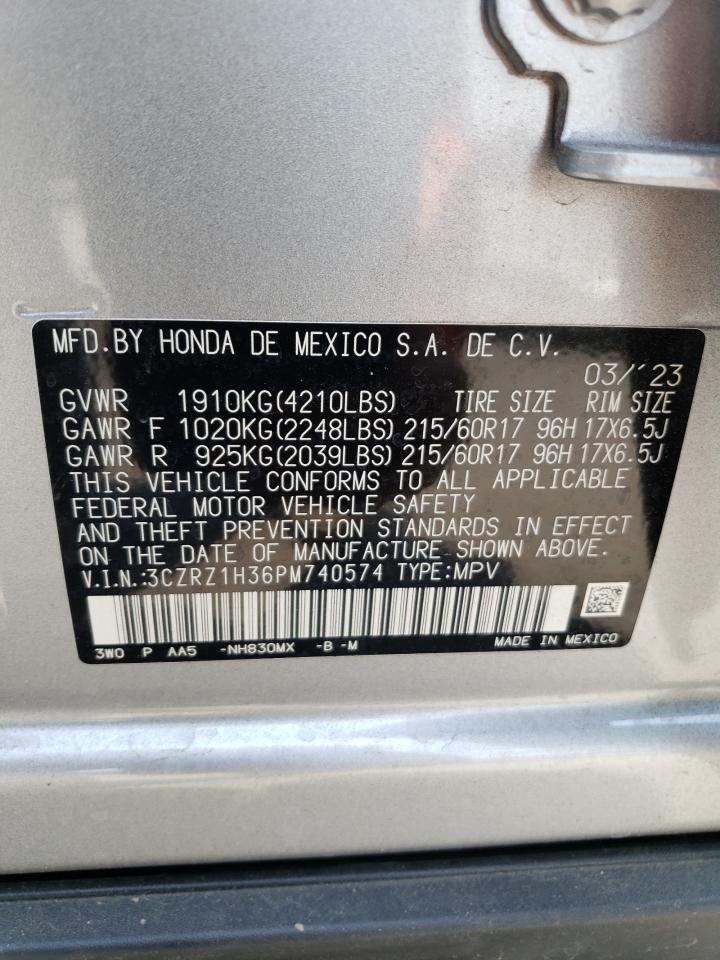 MFD.BY HONDA DE MEXICO S.A. DE C.V.
03/'23
GVWR 1910KG(4210LBS) TIRE SIZE RIM SIZE
GAWR F 1020KG(2248LBS) 215/60R17 96H 17X6.5J
GAWR R 925KG(2039LBS) 215/60R17 96H 17X6.5J
THIS VEHICLE CONFORMS TO ALL APPLICABLE
FEDERAL MOTOR VEHICLE SAFETY
AND THEFT PREVENTION STANDARDS IN EFFECT
ON THE DATE OF MANUFACTURE SHOWN ABOVE.
V.I.N.:3CZRZ1H36PM740574 TYPE:MPV
3W0 P AA5 -NH830MX -B -M MADE IN MEXICO